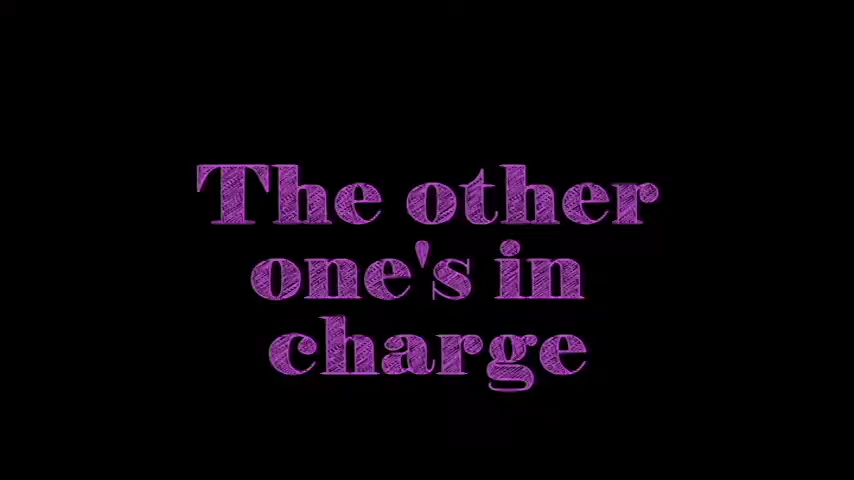 The other
one's in
charge